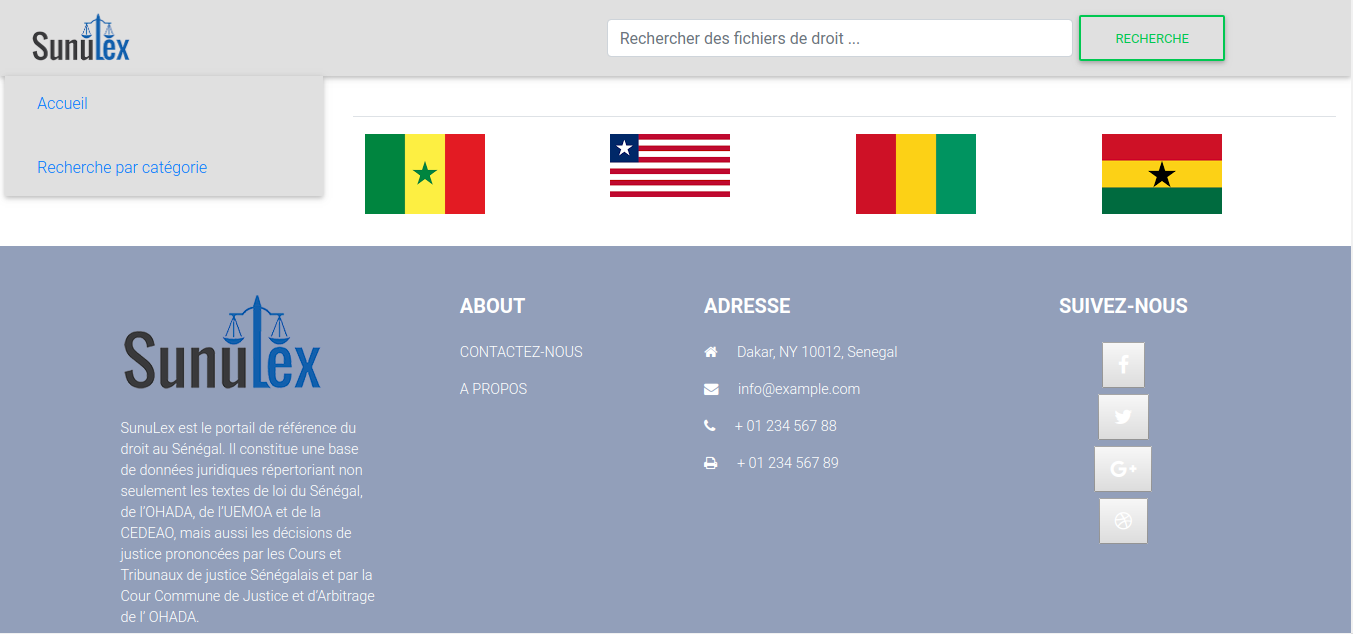 SunuLex
Rechercher des fichiers de droit ...
RECHERCHE
Accueil
Recherche par catégorie
SunuLex
SunuLex est le portail de référence du
droit au Sénégal. Il constitue une base
de données juridiques répertoriant non
seulement les textes de loi du Sénégal,
de l'OHADA, de l'UEMOA et de la
CEDEAO, mais aussi les décisions de
justice prononcées par les Cours et
Tribunaux de justice Sénégalais et par la
Cour Commune de Justice et d'Arbitrage
de l' OHADA.
ABOUT
CONTACTEZ-NOUS
A PROPOS
ADRESSE
Dakar, NY 10012, Senegal
info@example.com
+ 01 234 567 88
+ 01 234 567 89
SUIVEZ-NOUS
f
G+